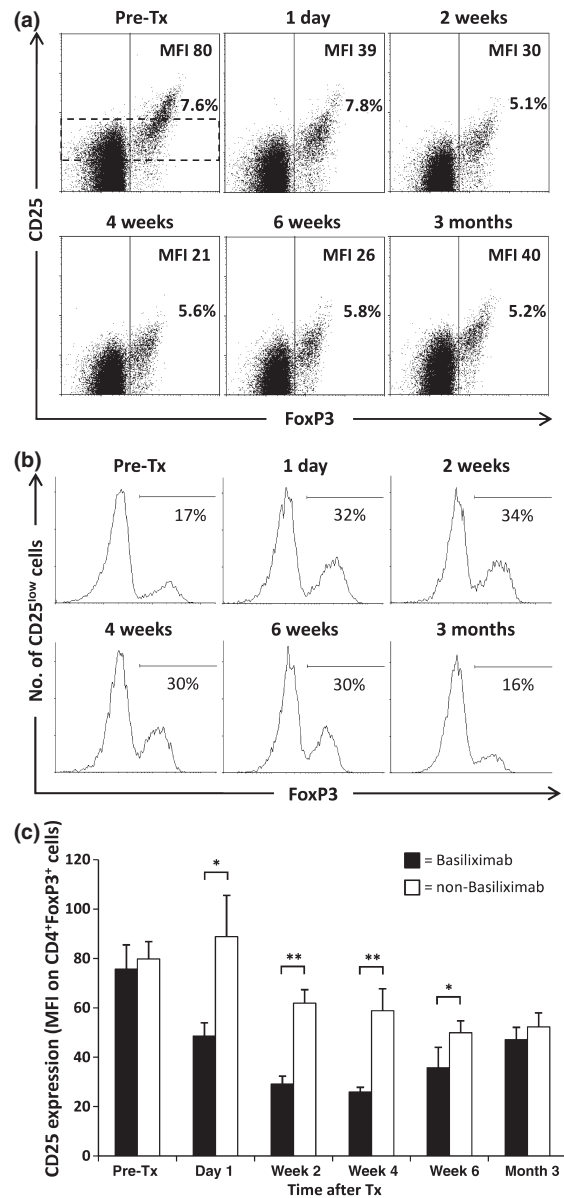 (a)
Pre-Tx 1 day 2 weeks
MFI 80 MFI 39 MFI 30
7.6% 7.8% 5.1%
4 weeks 6 weeks 3 months
MFI 21 MFI 26 MFI 40
5.6% 5.8% 5.2%
CD25
FoxP3
(b)
Pre-Tx 1 day 2 weeks
17% 32% 34%
4 weeks 6 weeks 3 months
30% 30% 16%
No. of CD25low cells
FoxP3
(c)
CD25 expression (MFI on CD4+FoxP3+ cells)
120
100
80
60
40
20
0
= Basiliximab
= non-Basiliximab
* ** ** *
Pre-Tx Day 1 Week 2 Week 4 Week 6 Month 3
Time after Tx